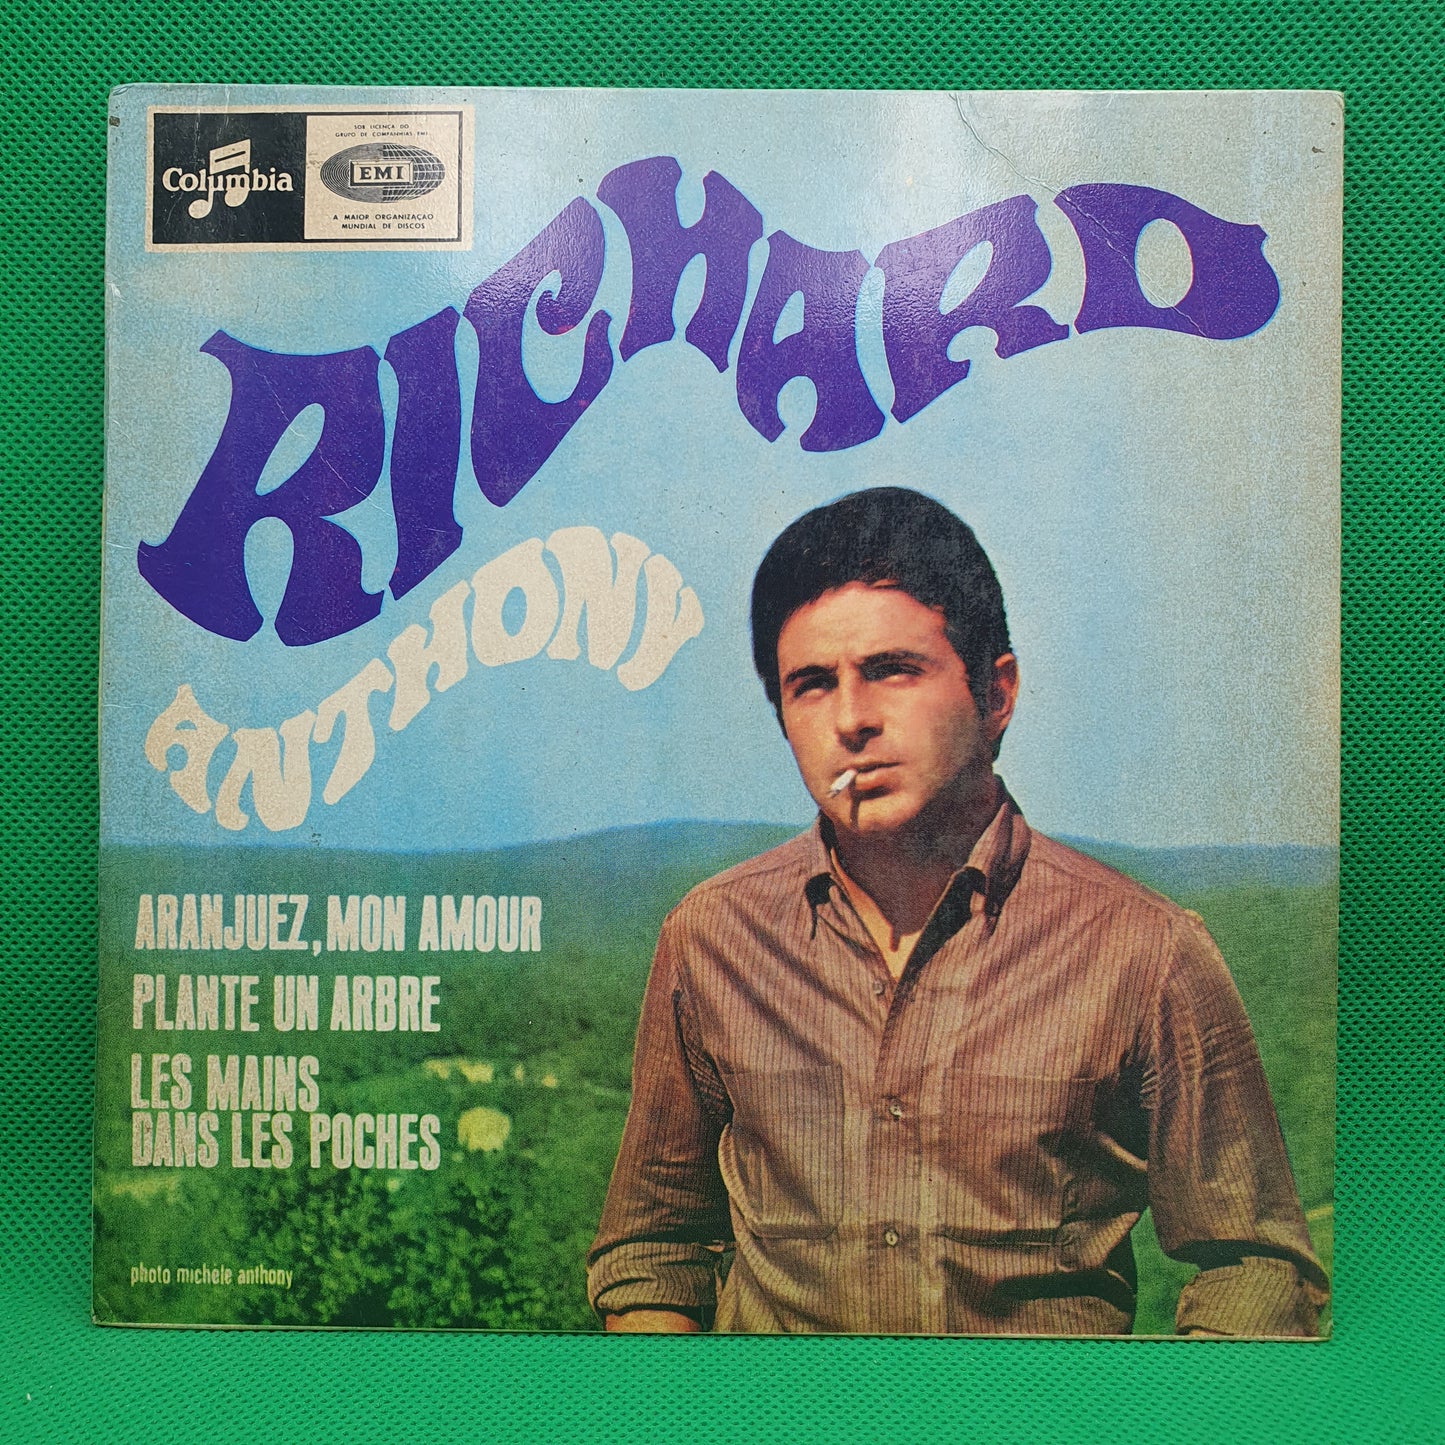 Columbia
SOB LICENÇA DO
GRUPO DE COMPANHIAS EMI
EMI
A MAIOR ORGANIZAÇÃO
MUNDIAL DE DISCOS
RICHARD
ANTHONY
ARANJUEZ, MON AMOUR
PLANTE UN ARBRE
LES MAINS
DANS LES POCHES
photo michèle anthony